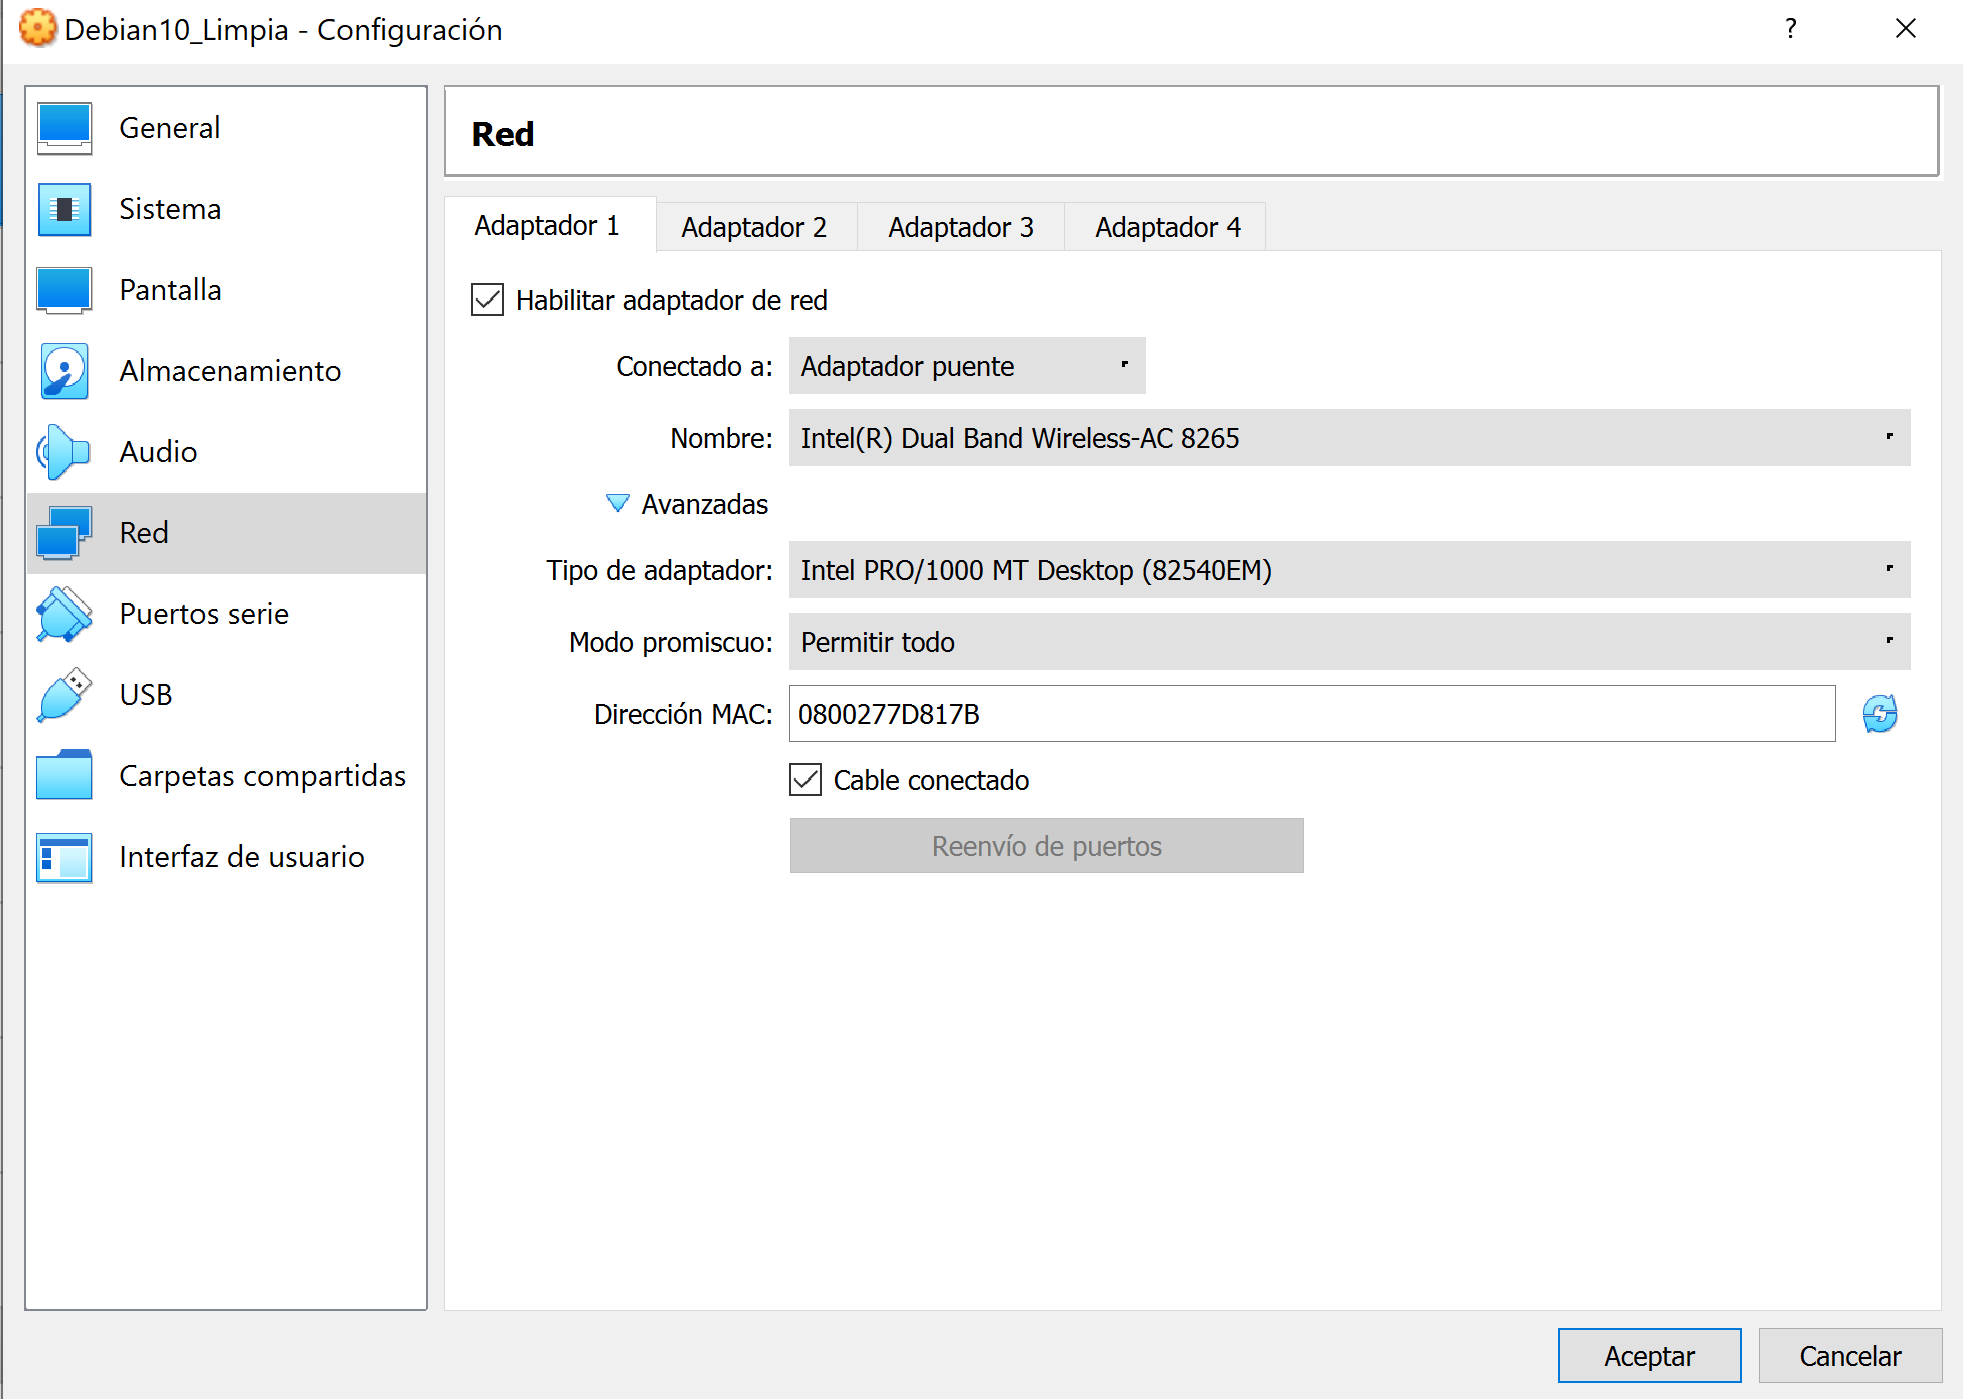 Debian10_Limpia - Configuración
?
General
Sistema
Pantalla
Almacenamiento
Audio
Red
Puertos serie
USB
Carpetas compartidas
Interfaz de usuario
Red
Adaptador 1 Adaptador 2 Adaptador 3 Adaptador 4
Habilitar adaptador de red
Conectado a: Adaptador puente
Nombre: Intel(R) Dual Band Wireless-AC 8265
Avanzadas
Tipo de adaptador: Intel PRO/1000 MT Desktop (82540EM)
Modo promiscuo: Permitir todo
Dirección MAC: 0800277D817B
Cable conectado
Reenvío de puertos
Aceptar Cancelar